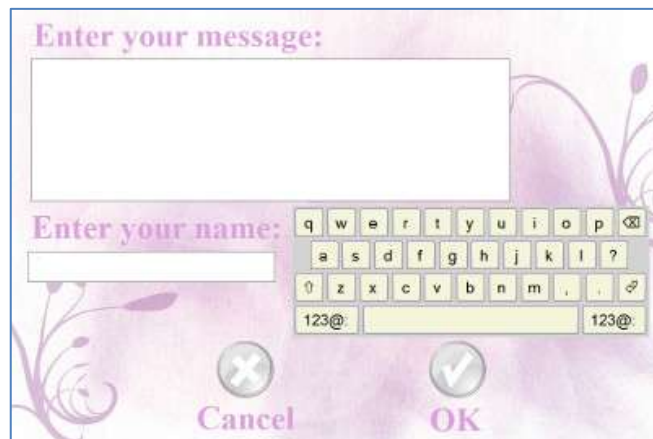 Enter your message:
Enter your name:
q w e r t y u i o p
a s d f g h j k l ?
z x c v b n m , .
123@: 123@:
Cancel OK